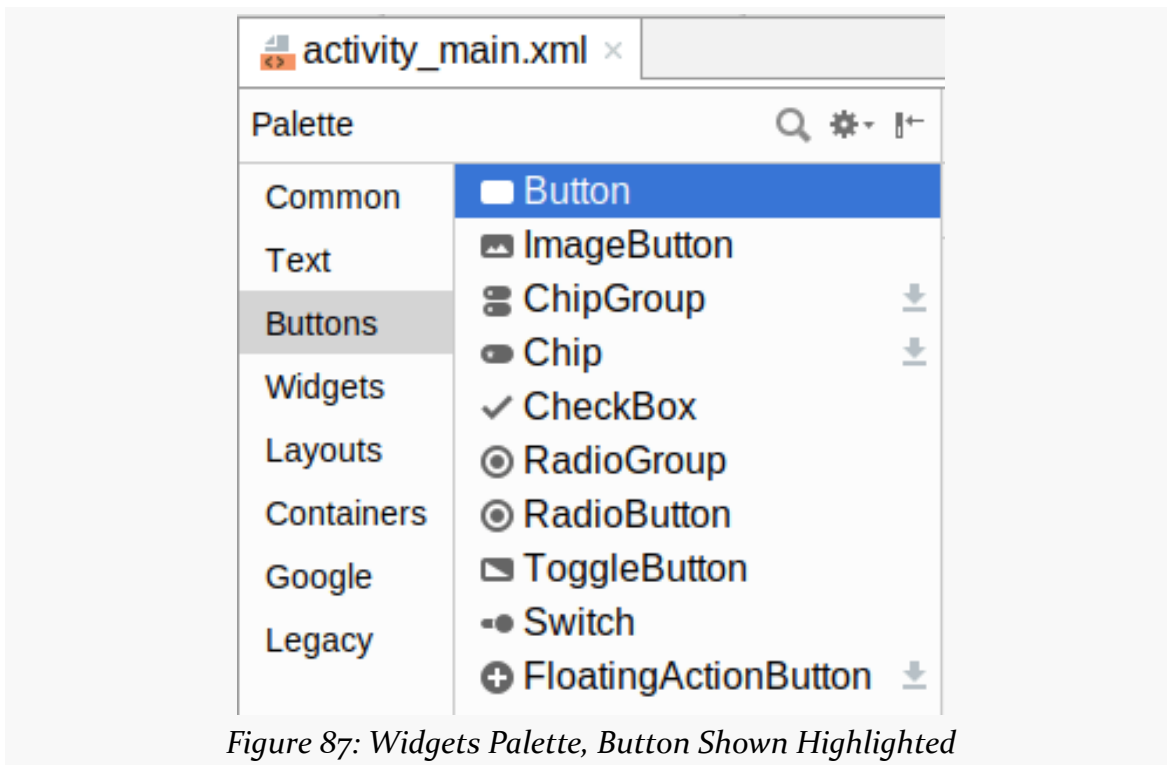 activity_main.xml
Palette
Common
Text
Buttons
Widgets
Layouts
Containers
Google
Legacy
Button
ImageButton
ChipGroup
Chip
CheckBox
RadioGroup
RadioButton
ToggleButton
Switch
FloatingActionButton
Figure 87: Widgets Palette, Button Shown Highlighted